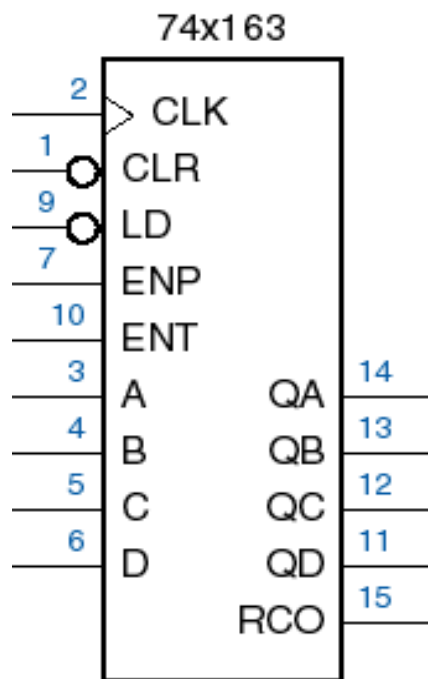 74x163
2 CLK
1 CLR
9 LD
7 ENP
10 ENT
3 A QA 14
4 B QB 13
5 C QC 12
6 D QD 11
RCO 15